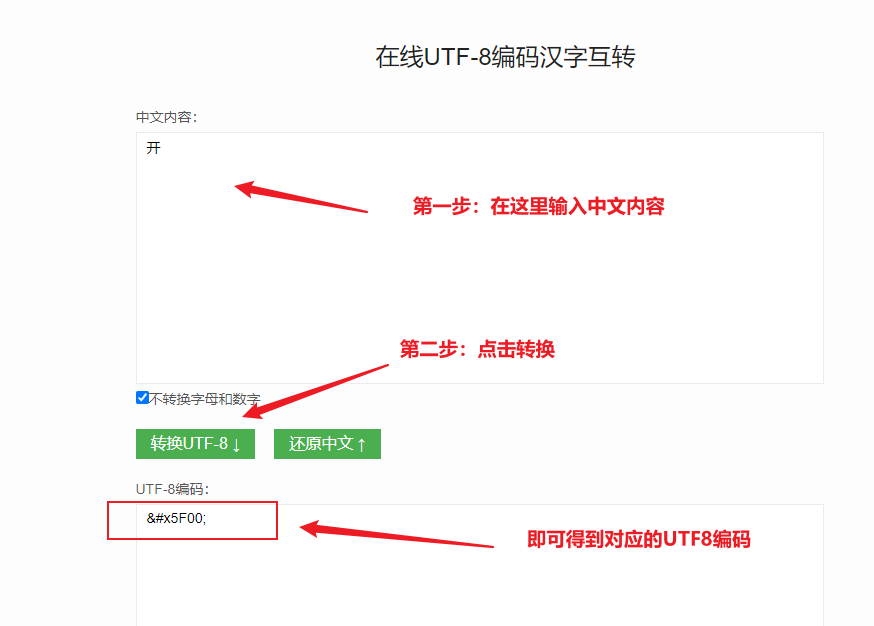 在线UTF-8编码汉字互转
中文内容：
开
第一步：在这里输入中文内容
第二步：点击转换
不转换字母和数字
转换UTF-8↓ 还原中文↑
UTF-8编码：
&#x5F00;
即可得到对应的UTF8编码